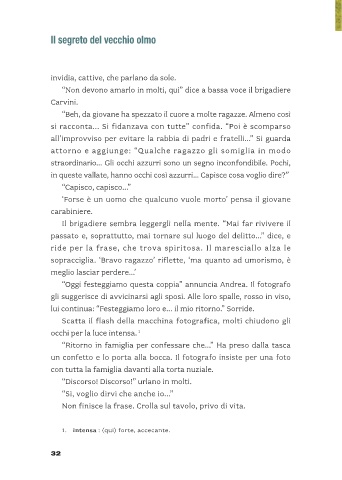 Il segreto del vecchio olmo
invidia, cattive, che parlano da sole.
“Non devono amarlo in molti, qui” dice a bassa voce il brigadiere
Carvini.
“Beh, da giovane ha spezzato il cuore a molte ragazze. Almeno così
si racconta... Si fidanzava con tutte” confida. “Poi è scomparso
all’improvviso per evitare la rabbia di padri e fratelli...” Si guarda
attorno e aggiunge: “Qualche ragazzo gli somiglia in modo
straordinario... Gli occhi azzurri sono un segno inconfondibile. Pochi,
in queste vallate, hanno occhi così azzurri... Capisce cosa voglio dire?”
“Capisco, capisco...”
‘Forse è un uomo che qualcuno vuole morto’ pensa il giovane
carabiniere.
Il brigadiere sembra leggergli nella mente. “Mai far rivivere il
passato e, soprattutto, mai tornare sul luogo del delitto...” dice, e
ride per la frase, che trova spiritosa. Il maresciallo alza le
sopracciglia. ‘Bravo ragazzo’ riflette, ‘ma quanto ad umorismo, è
meglio lasciar perdere...’
“Oggi festeggiamo questa coppia” annuncia Andrea. Il fotografo
gli suggerisce di avvicinarsi agli sposi. Alle loro spalle, rosso in viso,
lui continua: “Festeggiamo loro e... il mio ritorno.” Sorride.
Scatta il flash della macchina fotografica, molti chiudono gli
occhi per la luce intensa. 1
“Ritorno in famiglia per confessare che...” Ha preso dalla tasca
un confetto e lo porta alla bocca. Il fotografo insiste per una foto
con tutta la famiglia davanti alla torta nuziale.
“Discorso! Discorso!” urlano in molti.
“Sì, voglio dirvi che anche io...”
Non finisce la frase. Crolla sul tavolo, privo di vita.
1. intensa : (qui) forte, accecante.
32